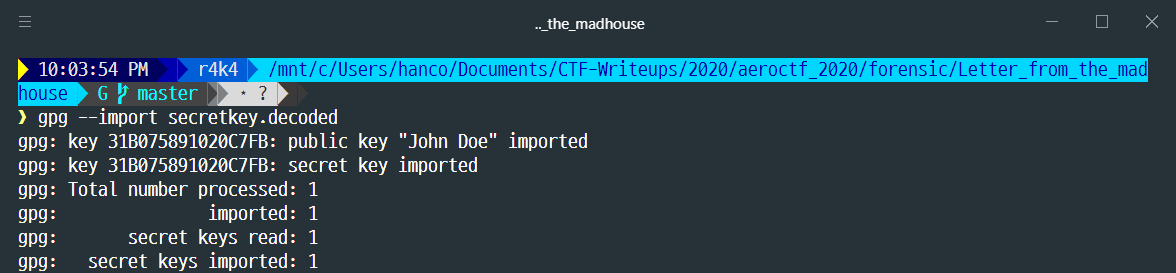 .._the_madhouse
10:03:54 PM r4k4 /mnt/c/Users/hanco/Documents/CTF-Writeups/2020/aeroctf_2020/forensic/Letter_from_the_mad
house G master * ?
❯ gpg --import secretkey.decoded
gpg: key 31B075891020C7FB: public key "John Doe" imported
gpg: key 31B075891020C7FB: secret key imported
gpg: Total number processed: 1
gpg:               imported: 1
gpg:       secret keys read: 1
gpg:   secret keys imported: 1